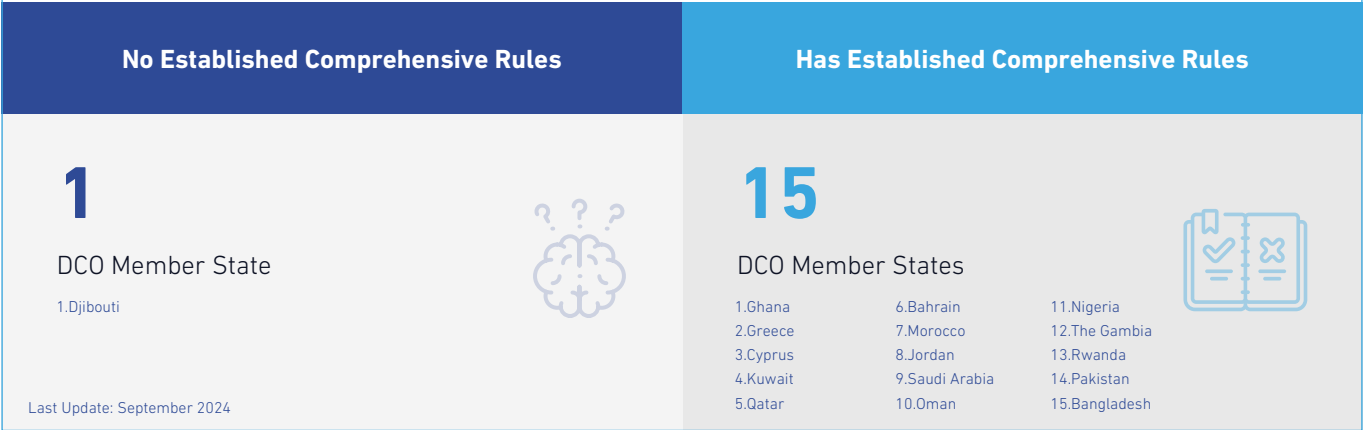 No Established Comprehensive Rules
1
DCO Member State
1.Djibouti
Last Update: September 2024
Has Established Comprehensive Rules
15
DCO Member States
1.Ghana
2.Greece
3.Cyprus
4.Kuwait
5.Qatar
6.Bahrain
7.Morocco
8.Jordan
9.Saudi Arabia
10.Oman
11.Nigeria
12.The Gambia
13.Rwanda
14.Pakistan
15.Bangladesh